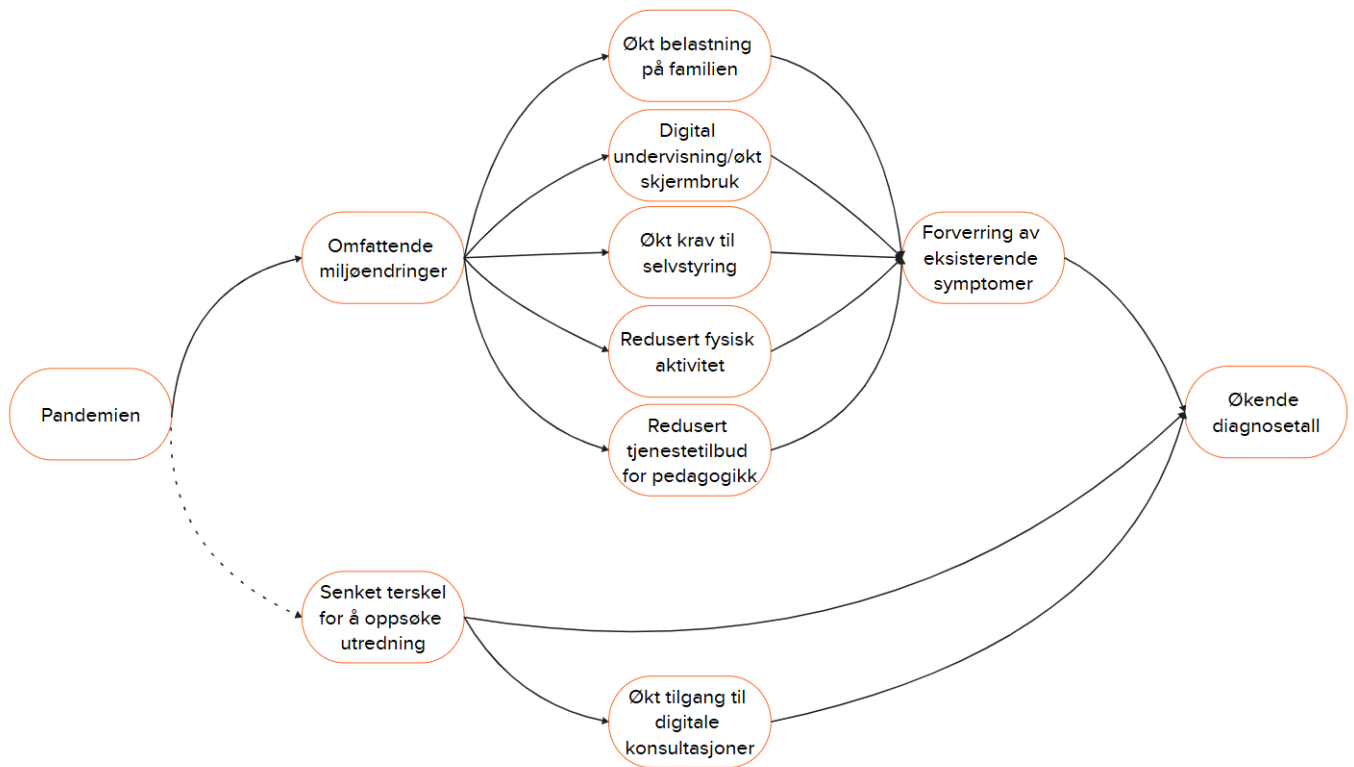 Pandemien
Omfattende
miljøendringer
Økt belastning
på familien
Digital
undervisning/økt
skjermbruk
Økt krav til
selvstyring
Redusert fysisk
aktivitet
Redusert
tjenestetilbud
for pedagogikk
Forverring av
eksisterende
symptomer
Økende
diagnosetall
Senket terskel
for å oppsøke
utredning
Økt tilgang til
digitale
konsultasjoner